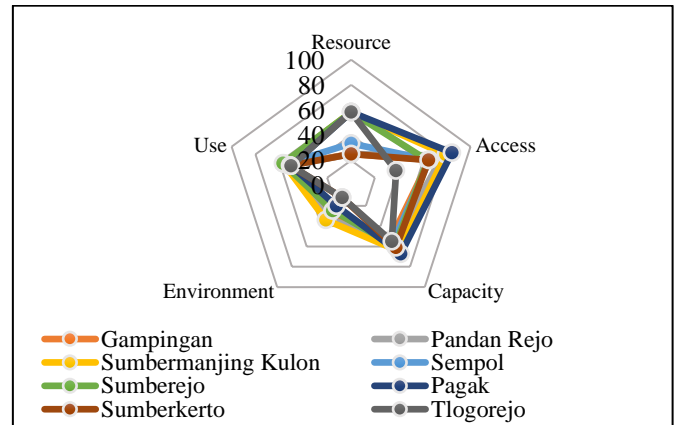 Resource
100
80
60
40
20
0
Use
Access
Environment
Capacity
Gampingan
Pandan Rejo
Sumbermanjing Kulon
Sempol
Sumberejo
Pagak
Sumberkerto
Tlogorejo